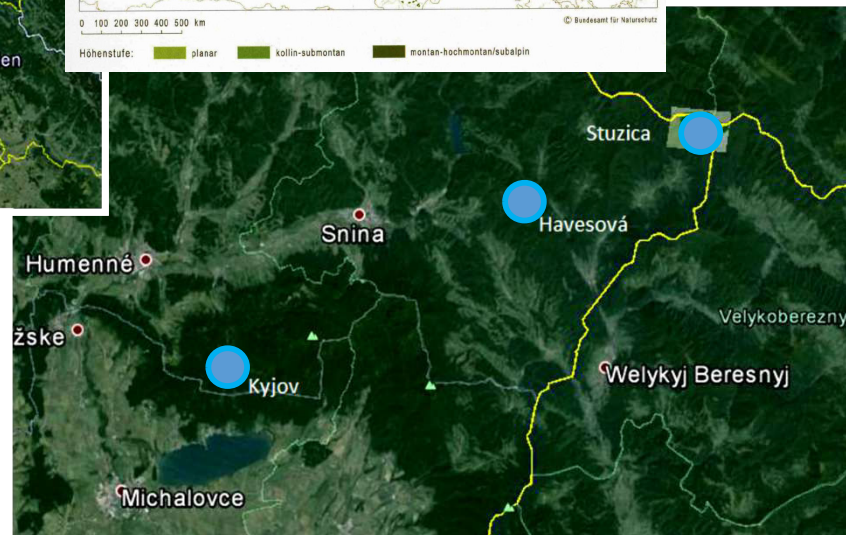 0 100 200 300 400 500 km
© Bundesamt für Naturschutz
Höhenstufe: planar kollin-submontan montan-hochmontan/subalpin
en
Stuzica
Havesová
Snina
Humenné
Velykoberezny
žske
Welykyj Beresnyj
Kyjov
Michalovce